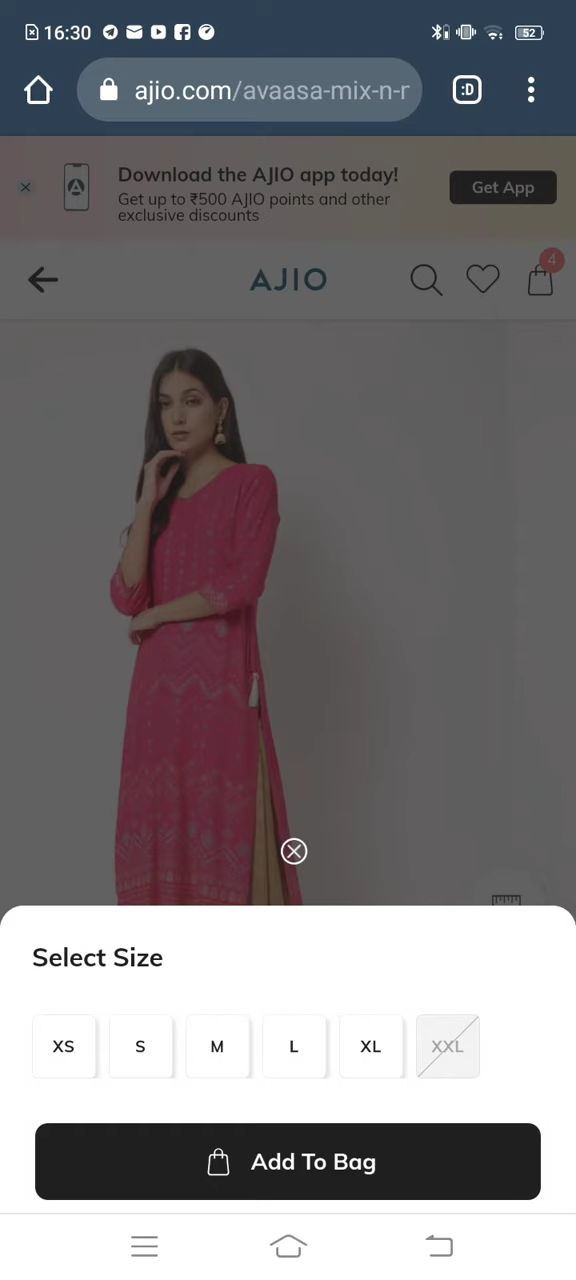 16:30
52
ajio.com/avaasa-mix-n-r
:D
Download the AJIO app today!
Get up to ₹500 AJIO points and other
exclusive discounts
Get App
AJIO
4
Select Size
XS S M L XL XXL
Add To Bag